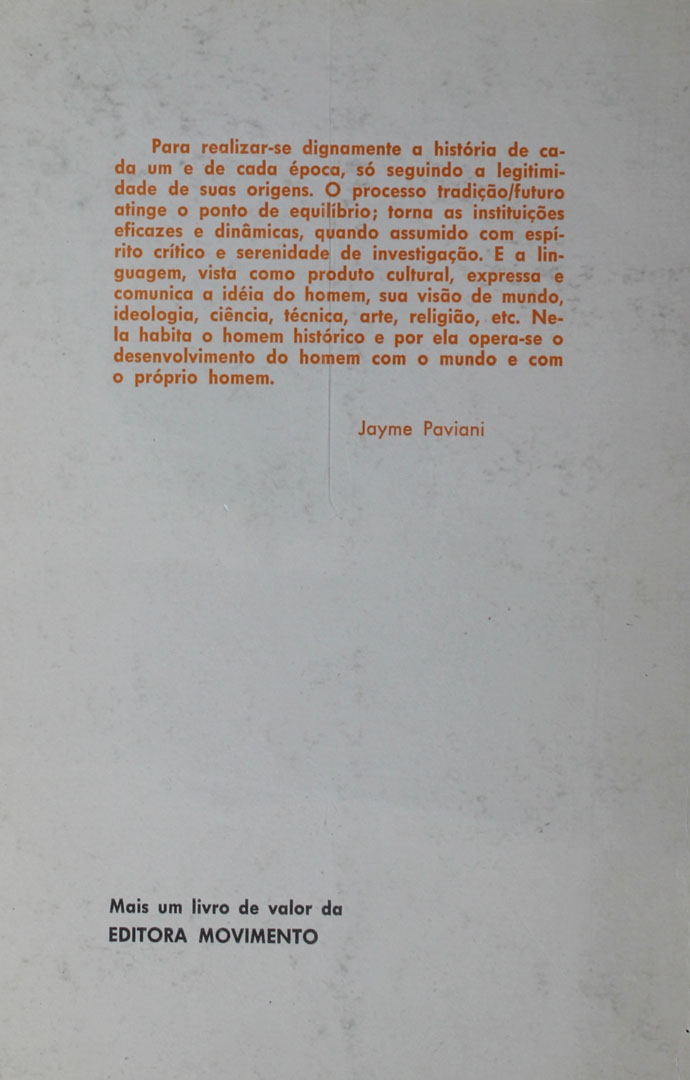 Para realizar-se dignamente a história de ca-
da um e de cada época, só seguindo a legitimi-
dade de suas origens. O processo tradição/futuro
atinge o ponto de equilíbrio; torna as instituições
eficazes e dinâmicas, quando assumido com espí-
rito crítico e serenidade de investigação. E a lin-
guagem, vista como produto cultural, expressa e
comunica a idéia do homem, sua visão de mundo,
ideologia, ciência, técnica, arte, religião, etc. Ne-
la habita o homem histórico e por ela opera-se o
desenvolvimento do homem com o mundo e com
o próprio homem.
Jayme Paviani
Mais um livro de valor da
EDITORA MOVIMENTO